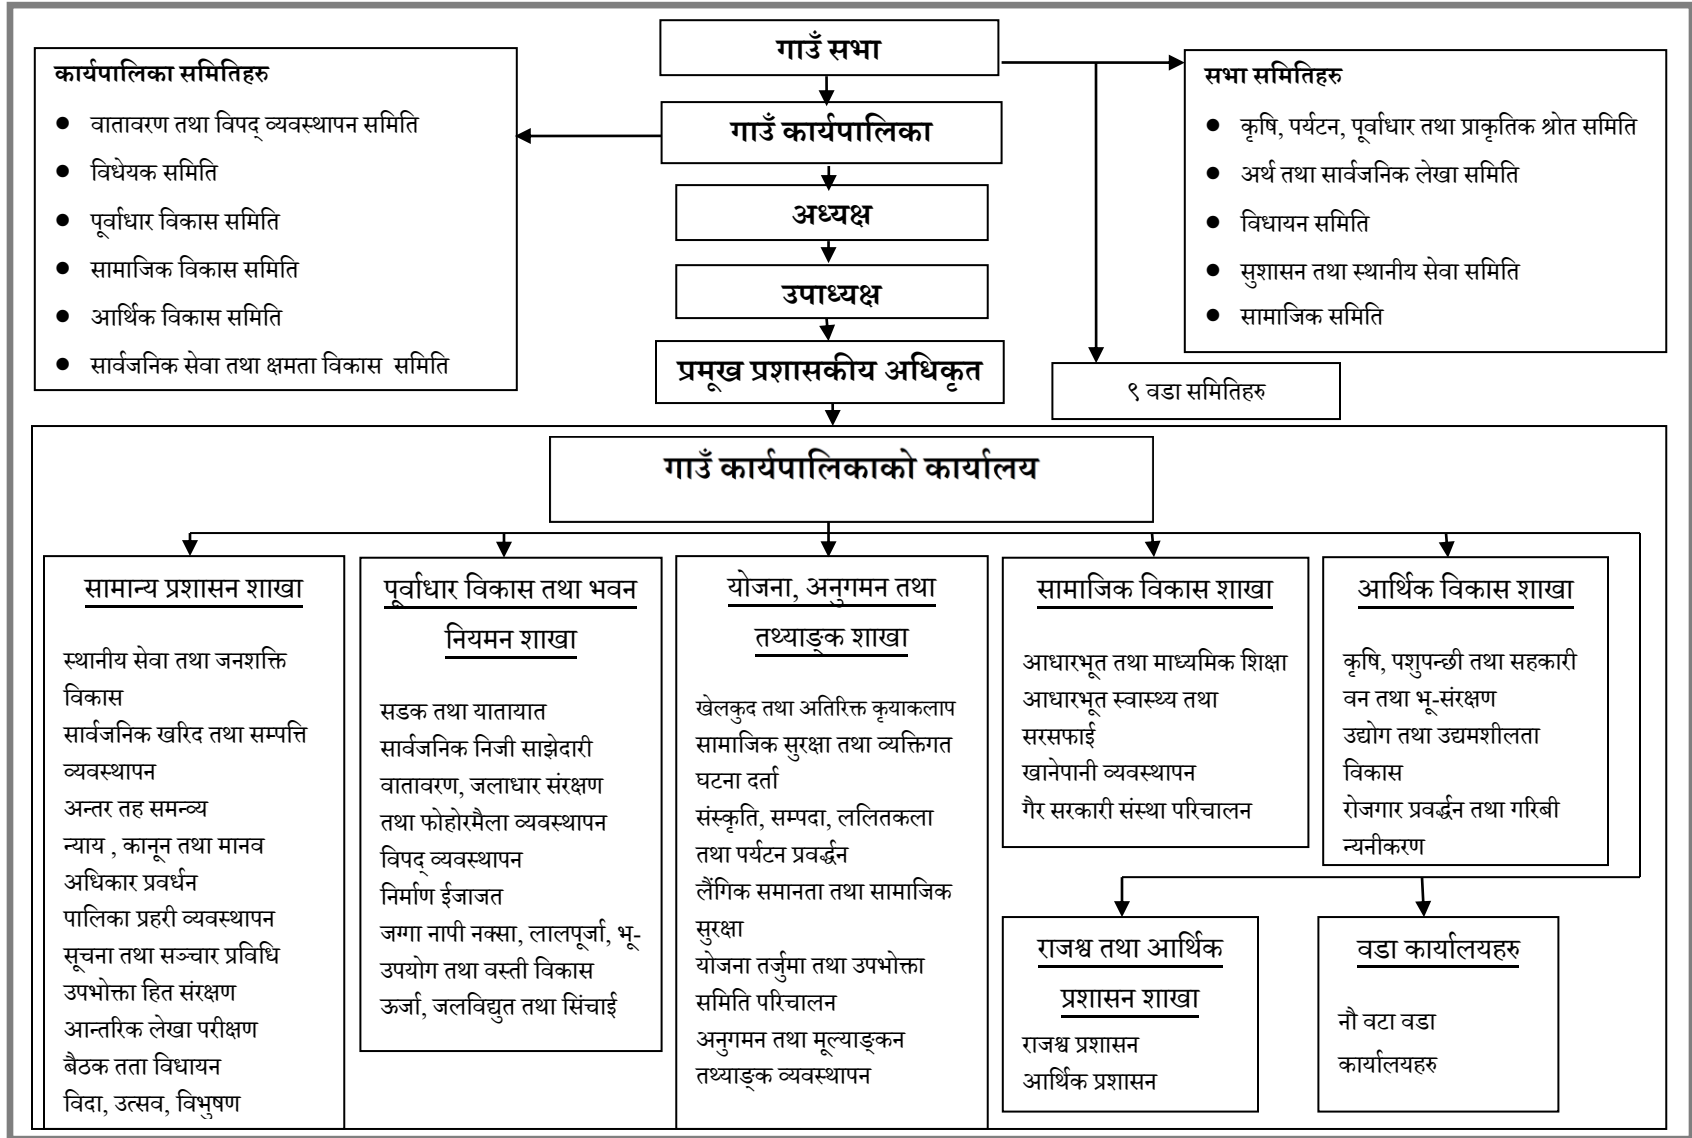 गाउँ सभा
कार्यपालिका समितिहरु
वातावरण तथा विपद् व्यवस्थापन समिति
विधेयक समिति
पूर्वाधार विकास समिति
सामाजिक विकास समिति
आर्थिक विकास समिति
सार्वजनिक सेवा तथा क्षमता विकास समिति
गाउँ कार्यपालिका
अध्यक्ष
उपाध्यक्ष
प्रमूख प्रशासकीय अधिकृत
सभा समितिहरु
कृषि, पर्यटन, पूर्वाधार तथा प्राकृतिक श्रोत समिति
अर्थ तथा सार्वजनिक लेखा समिति
विधायन समिति
सुशासन तथा स्थानीय सेवा समिति
सामाजिक समिति
९ वडा समितिहरु
गाउँ कार्यपालिकाको कार्यालय
सामान्य प्रशासन शाखा
स्थानीय सेवा तथा जनशक्ति
विकास
सार्वजनिक खरिद तथा सम्पत्ति
व्यवस्थापन
अन्तर तह समन्व्य
न्याय , कानून तथा मानव
अधिकार प्रवर्धन
पालिका प्रहरी व्यवस्थापन
सूचना तथा सञ्चार प्रविधि
उपभोक्ता हित संरक्षण
आन्तरिक लेखा परीक्षण
बैठक तता विधायन
विदा, उत्सव, विभुषण
पूर्वाधार विकास तथा भवन
नियमन शाखा
सडक तथा यातायात
सार्वजनिक निजी साझेदारी
वातावरण, जलाधार संरक्षण
तथा फोहोरमैला व्यवस्थापन
विपद् व्यवस्थापन
निर्माण ईजाजत
जग्गा नापी नक्सा, लालपूर्जा, भू-
उपयोग तथा वस्ती विकास
ऊर्जा, जलविद्युत तथा सिंचाई
योजना, अनुगमन तथा
तथ्याङ्क शाखा
खेलकुद तथा अतिरिक्त कृयाकलाप
सामाजिक सुरक्षा तथा व्यक्तिगत
घटना दर्ता
संस्कृति, सम्पदा, ललितकला
तथा पर्यटन प्रवर्द्धन
लैंगिक समानता तथा सामाजिक
सुरक्षा
योजना तर्जुमा तथा उपभोक्ता
समिति परिचालन
अनुगमन तथा मूल्याङ्कन
तथ्याङ्क व्यवस्थापन
सामाजिक विकास शाखा
आधारभूत तथा माध्यमिक शिक्षा
आधारभूत स्वास्थ्य तथा
सरसफाई
खानेपानी व्यवस्थापन
गैर सरकारी संस्था परिचालन
आर्थिक विकास शाखा
कृषि, पशुपन्छी तथा सहकारी
वन तथा भू-संरक्षण
उद्योग तथा उद्यमशीलता
विकास
रोजगार प्रवर्द्धन तथा गरिबी
न्यनीकरण
राजश्व तथा आर्थिक
प्रशासन शाखा
राजश्व प्रशासन
आर्थिक प्रशासन
वडा कार्यालयहरु
नौ वटा वडा
कार्यालयहरु